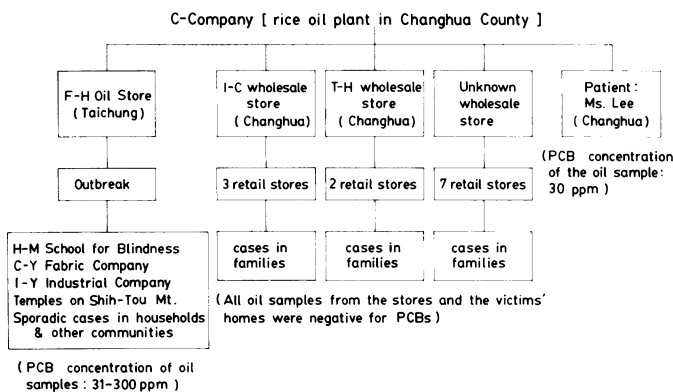 C-Company [ rice oil plant in Changhua County ]
F-H Oil Store
( Taichung )
I-C wholesale
store
( Changhua )
T-H wholesale
store
( Changhua )
Unknown
wholesale
store
Patient :
Ms. Lee
( Changhua )
(PCB concentration
of the oil sample:
30 ppm )
Outbreak
3 retail stores
2 retail stores
7 retail stores
H-M School for Blindness
C-Y Fabric Company
I-Y Industrial Company
Temples on Shih-Tou Mt.
Sporadic cases in households
& other communities
cases in
families
cases in
families
cases in
families
(All oil samples from the stores and the victims'
homes were negative for PCBs )
( PCB concentration of oil
samples : 31-300 ppm )